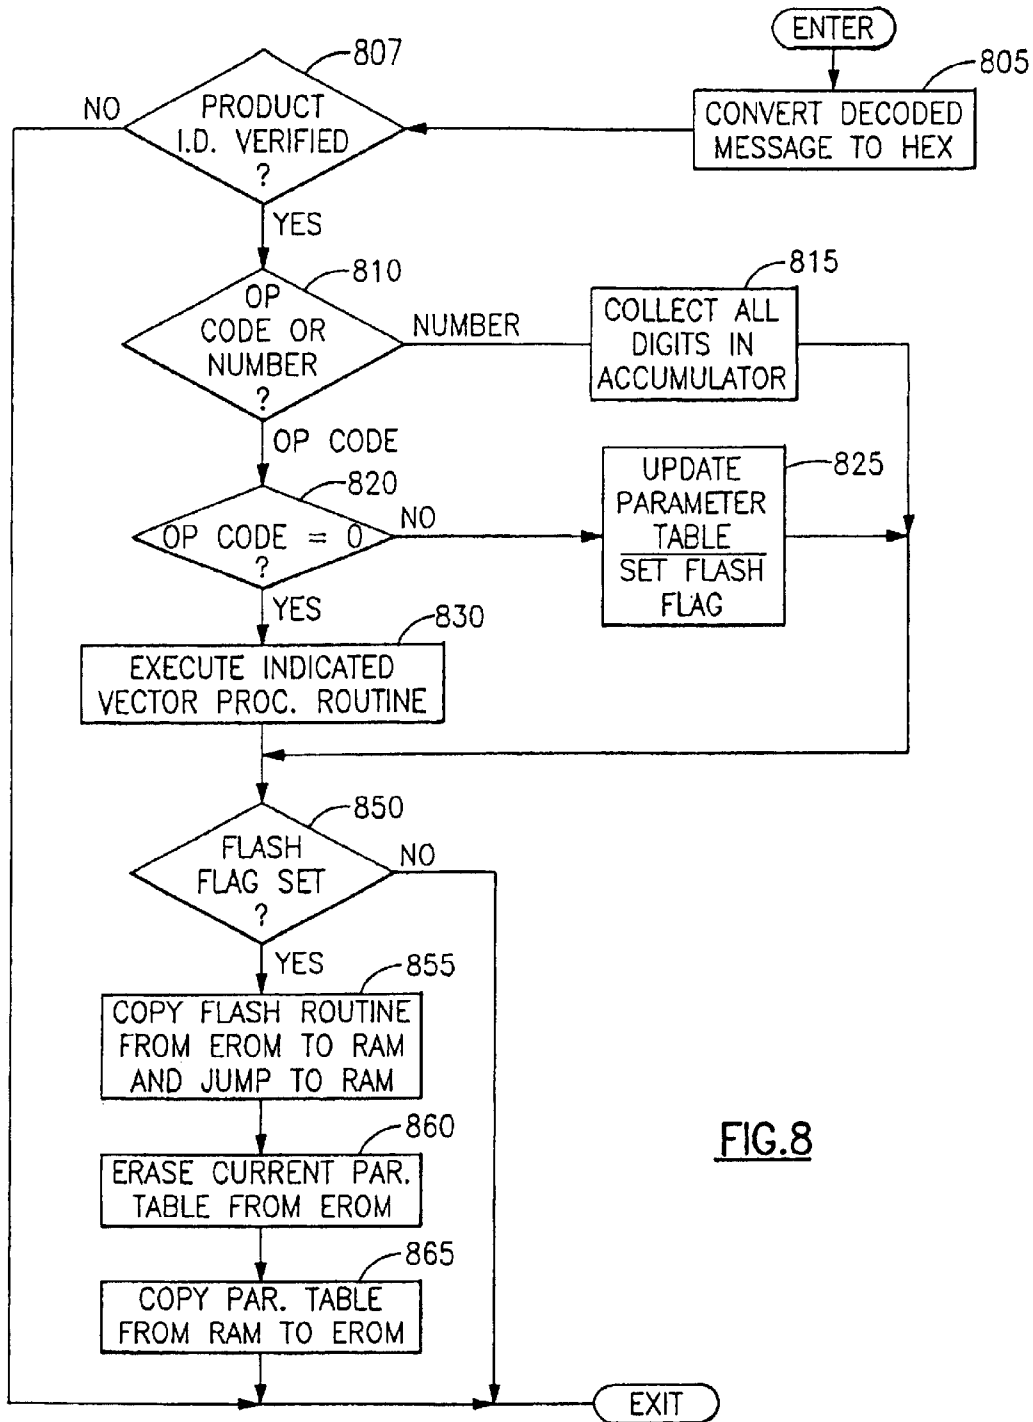 ENTER
805
CONVERT DECODED
MESSAGE TO HEX
807
PRODUCT
I.D. VERIFIED
?
NO
YES
810
OP
CODE OR
NUMBER
?
NUMBER
815
COLLECT ALL
DIGITS IN
ACCUMULATOR
OP CODE
820
OP CODE = 0
?
NO
825
UPDATE
PARAMETER
TABLE
SET FLASH
FLAG
YES
830
EXECUTE INDICATED
VECTOR PROC. ROUTINE
850
FLASH
FLAG SET
?
NO
YES
855
COPY FLASH ROUTINE
FROM EROM TO RAM
AND JUMP TO RAM
860
ERASE CURRENT PAR.
TABLE FROM EROM
865
COPY PAR. TABLE
FROM RAM TO EROM
EXIT
FIG.8